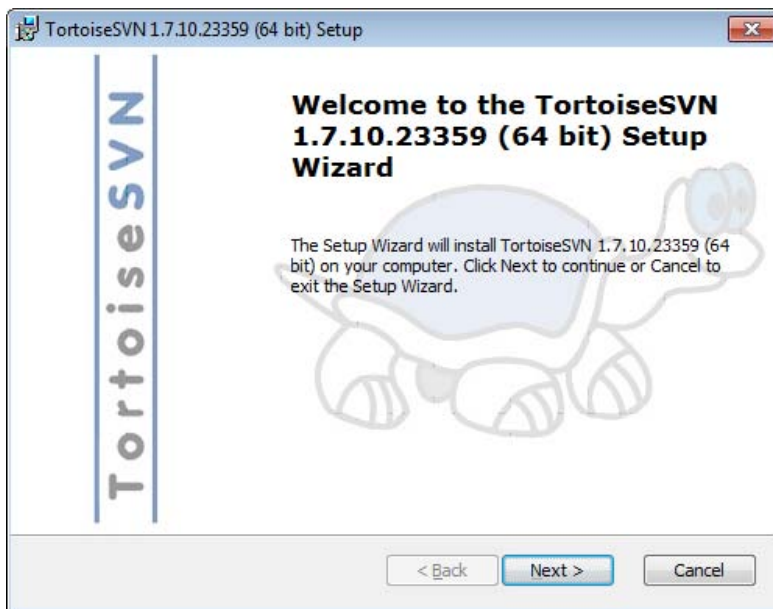 TortoiseSVN 1.7.10.23359 (64 bit) Setup
TortoiseSVN
Welcome to the TortoiseSVN
1.7.10.23359 (64 bit) Setup
Wizard
The Setup Wizard will install TortoiseSVN 1.7.10.23359 (64
bit) on your computer. Click Next to continue or Cancel to
exit the Setup Wizard.
< Back
Next >
Cancel